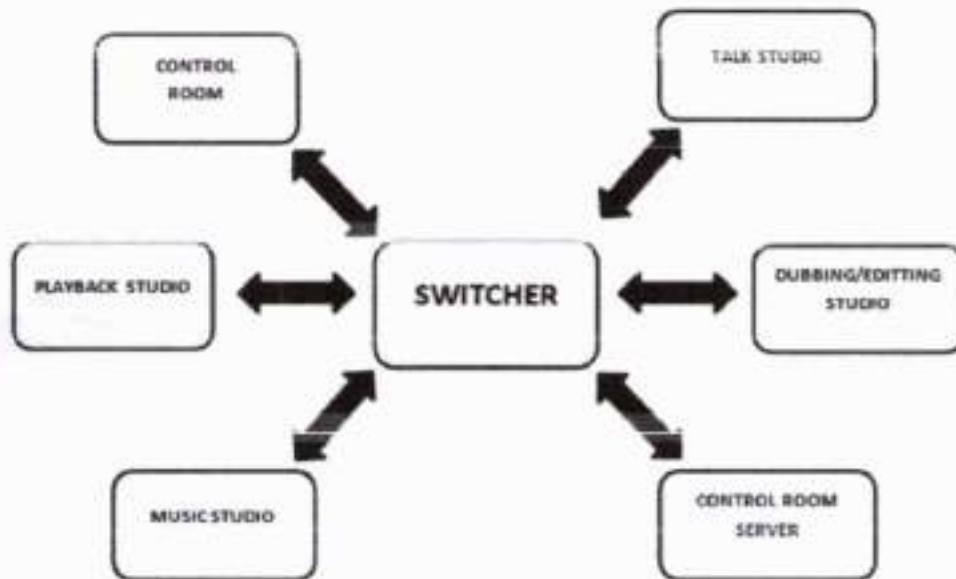 CONTROL
ROOM
TALK STUDIO
PLAYBACK STUDIO
SWITCHER
DUBBING/EDITTING
STUDIO
MUSIC STUDIO
CONTROL ROOM
SERVER